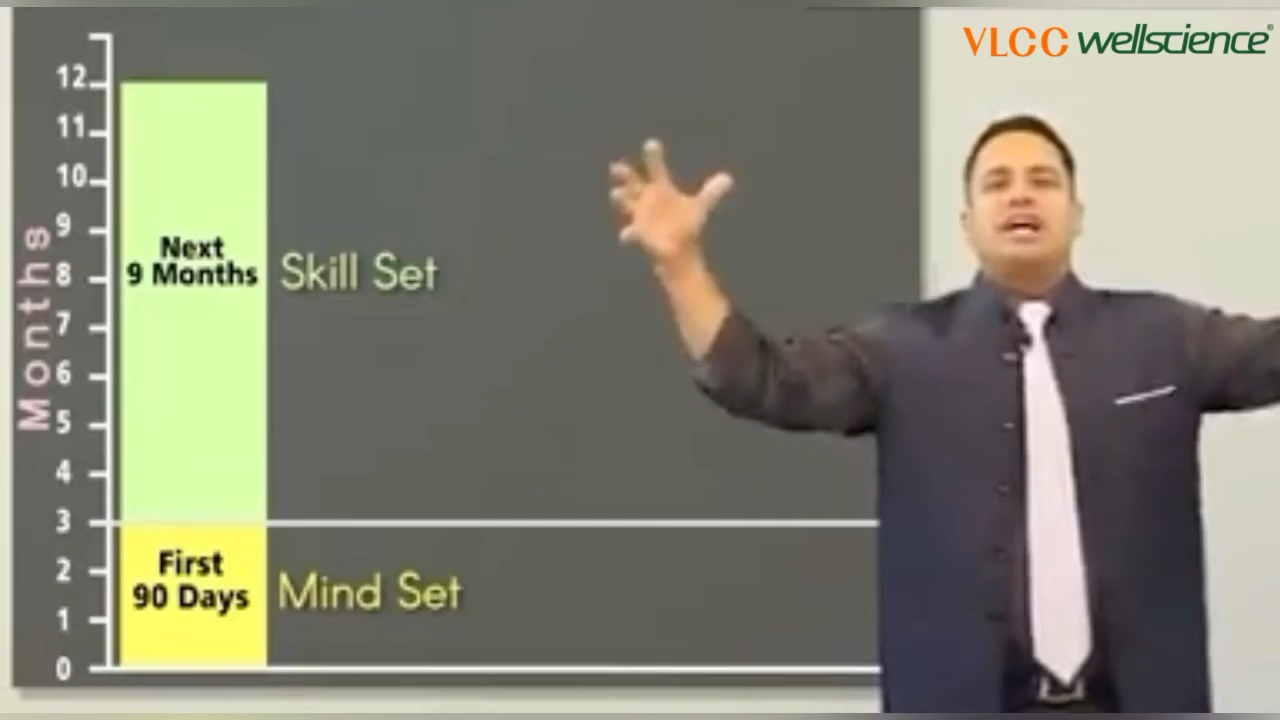 VLCC wellscience®
12
11
10
9
8
7
6
5
4
3
2
1
0
Months
Next
9 Months
Skill Set
First
90 Days
Mind Set